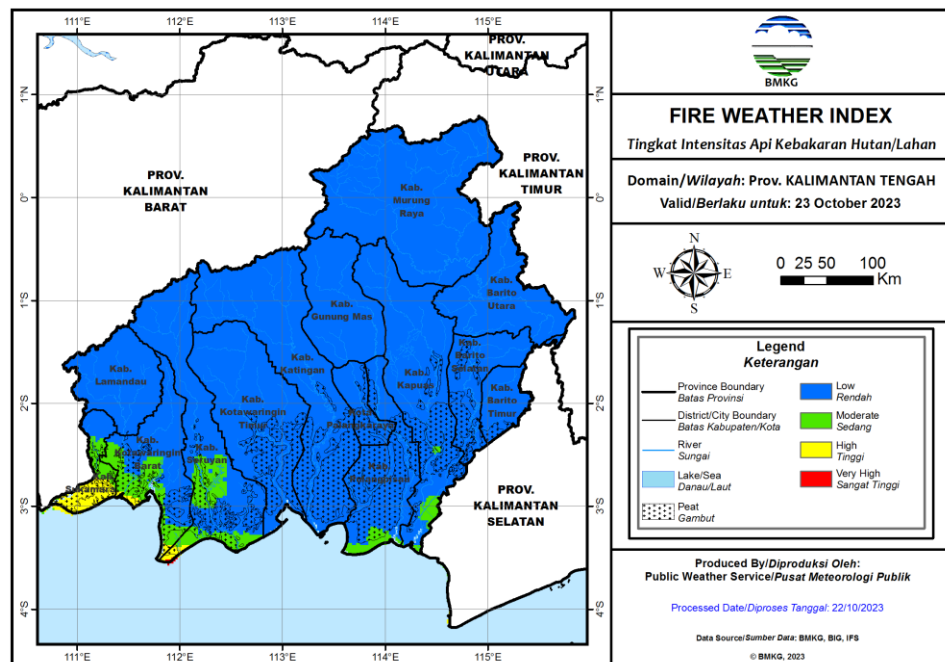 111°E 112°E 113°E 114°E 115°E
PROV.
KALIMANTAN
UTARA
1°N
1°N
PROV.
KALIMANTAN
TIMUR
PROV.
KALIMANTAN
BARAT
0°
0°
Kab.
Murung
Raya
Kab.
Barito
Utara
1°S
1°S
Kab.
Gunung Mas
Kab.
Barito
Selatan
Kab.
Katingan
Kab.
Kapuas
Kab.
Lamandau
Kab.
Barito
Timur
2°S
2°S
Kab.
Kotawaringin
Timur
Kota
Palangkaraya
Kab.
Kotawaringin
Barat
Kab.
Seruyan
Kab.
Kab.
Sukamara
3°S
3°S
PROV.
KALIMANTAN
SELATAN
4°S
4°S
111°E 112°E 113°E 114°E 115°E
BMKG
FIRE WEATHER INDEX
Tingkat Intensitas Api Kebakaran Hutan/Lahan
Domain/Wilayah: Prov. KALIMANTAN TENGAH
Valid/Berlaku untuk: 23 October 2023
N
W E
S
0 25 50 100
Km
Legend
Keterangan
Province Boundary
Batas Provinsi
District/City Boundary
Batas Kabupaten/Kota
River
Sungai
Lake/Sea
Danau/Laut
Peat
Gambut
Low
Rendah
Moderate
Sedang
High
Tinggi
Very High
Sangat Tinggi
Produced By/Diproduksi Oleh:
Public Weather Service/Pusat Meteorologi Publik
Processed Date/Diproses Tanggal: 22/10/2023
Data Source/Sumber Data: BMKG, BIG, IFS
© BMKG, 2023